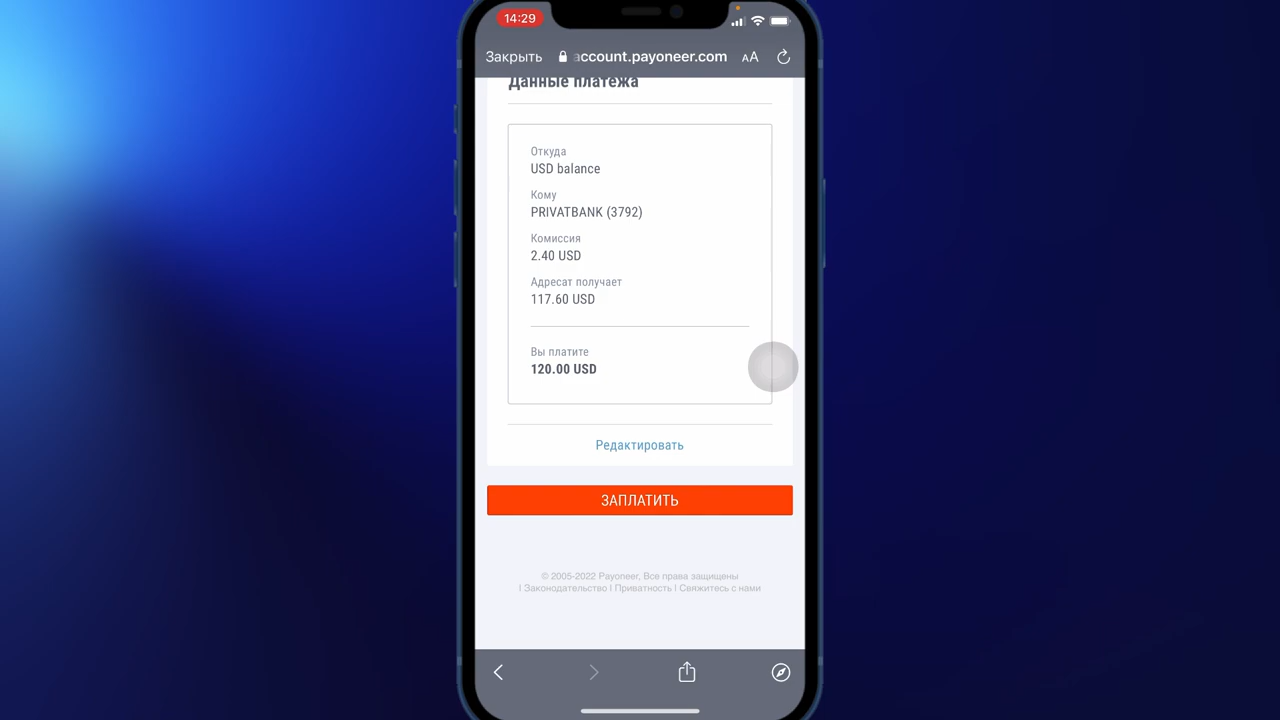 14:29
Закрыть account.payoneer.com AA
Данные платежа
Откуда
USD balance
Кому
PRIVATBANK (3792)
Комиссия
2.40 USD
Адресат получает
117.60 USD
Вы платите
120.00 USD
Редактировать
ЗАПЛАТИТЬ
© 2005-2022 Payoneer, Все права защищены
| Законодательство | Приватность | Свяжитесь с нами